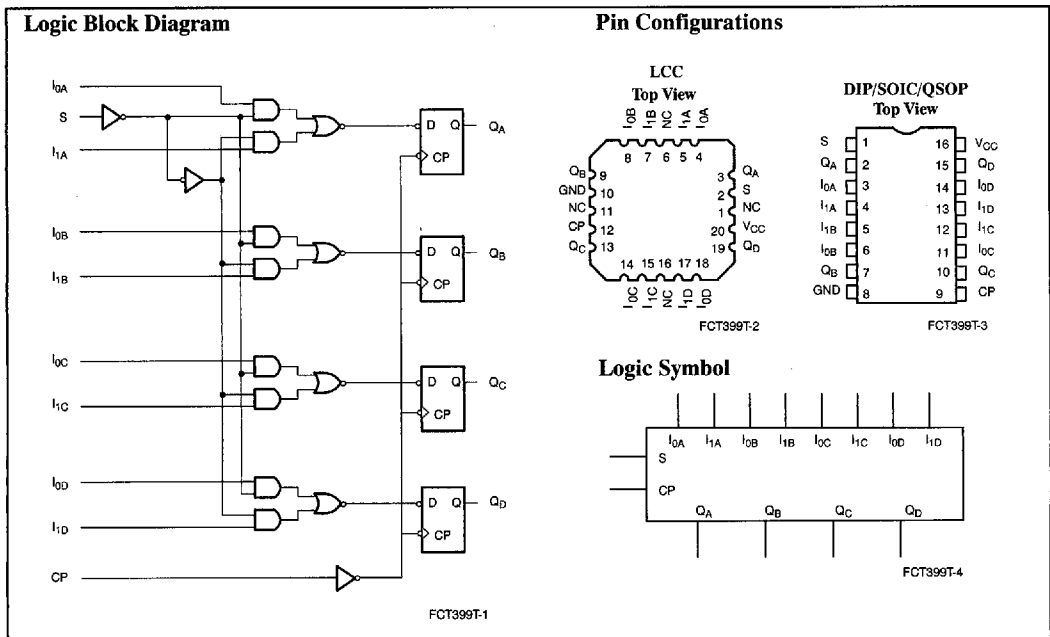 Logic Block Diagram
I0A
S
I1A
D Q QA
CP
I0B
I1B
D Q QB
CP
I0C
I1C
D Q QC
CP
I0D
I1D
D Q QD
CP
CP
FCT399T-1
Pin Configurations
LCC
Top View
I0B I1B NC I1A I0A
8 7 6 5 4
QB 9
GND 10
NC 11
CP 12
QC 13
3 QA
2 S
1 NC
20 VCC
19 QD
14 15 16 17 18
I0C I1C NC I1D I0D
FCT399T-2
DIP/SOIC/QSOP
Top View
S 1 16 VCC
QA 2 15 QD
I0A 3 14 I0D
I1A 4 13 I1D
I1B 5 12 I1C
I0B 6 11 I0C
QB 7 10 QC
GND 8 9 CP
FCT399T-3
Logic Symbol
I0A I1A I0B I1B I0C I1C I0D I1D
S
CP
QA QB QC QD
FCT399T-4